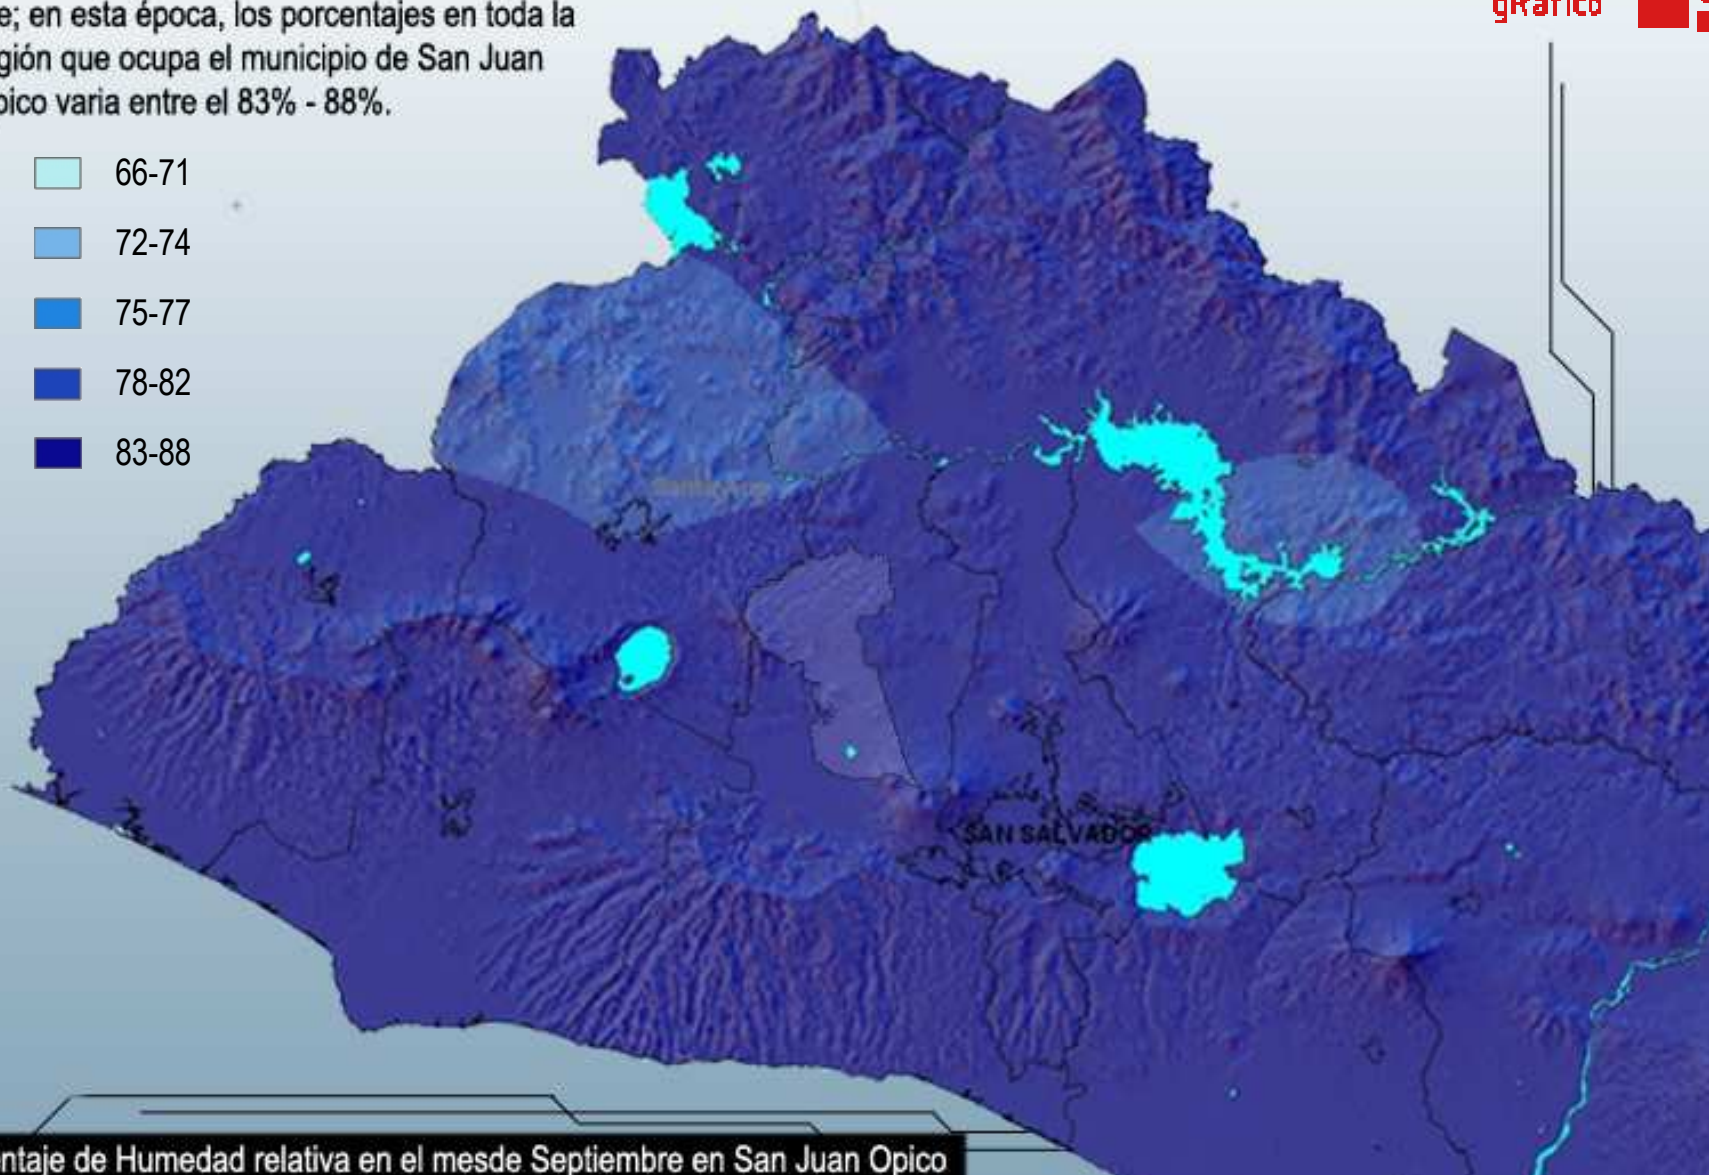 e; en esta época, los porcentajes en toda la
gión que ocupa el municipio de San Juan
pico varia entre el 83% - 88%.
gRáfico
66-71
72-74
75-77
78-82
83-88
SAN SALVADOR
entaje de Humedad relativa en el mesde Septiembre en San Juan Opico